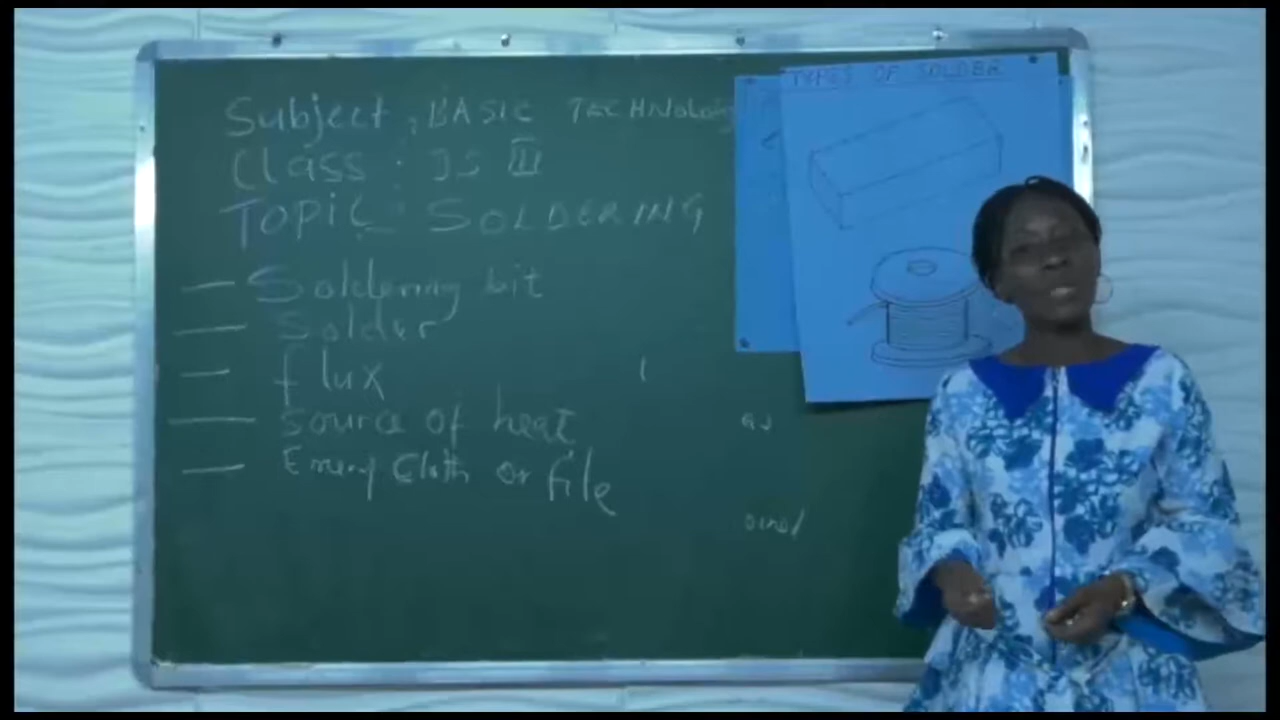 Subject : BASIC TECHNOLOGY
Class : JS III
TOPIC - SOLDERING
— Soldering bit
— Solder
— flux
— source of heat
— Emery Cloth or file
TYPES OF SOLDER